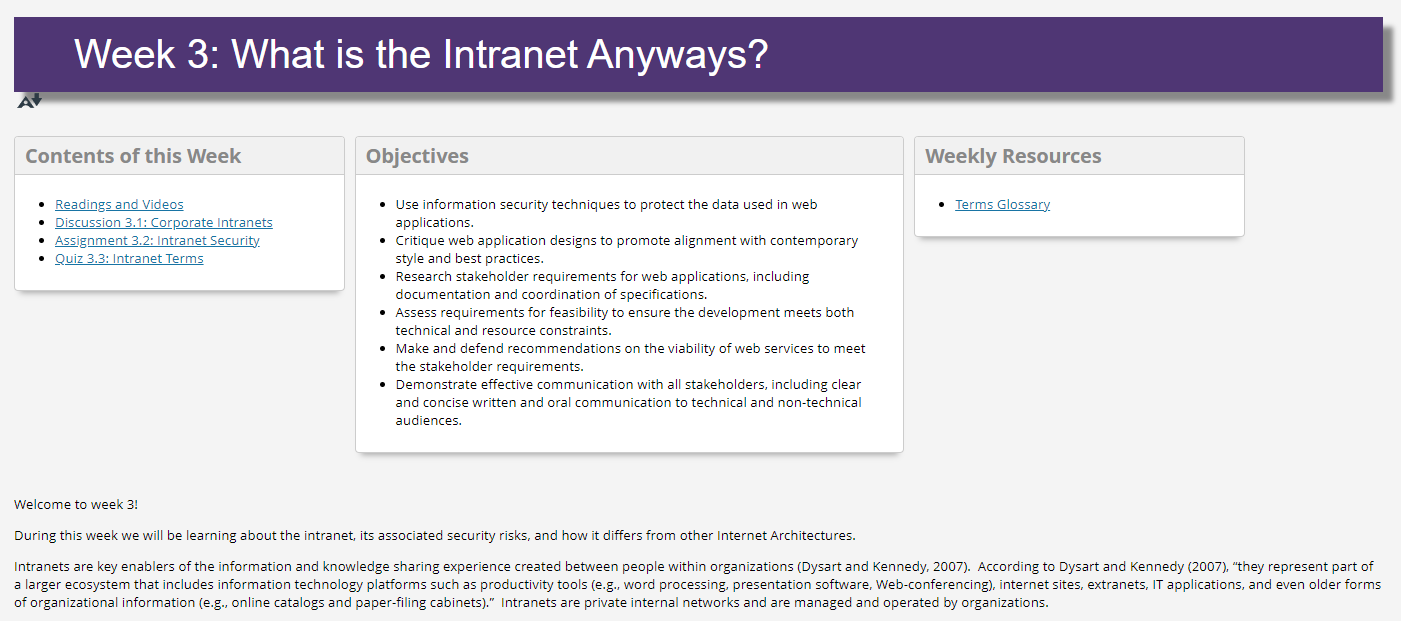 Week 3: What is the Intranet Anyways?
Contents of this Week
Readings and Videos
Discussion 3.1: Corporate Intranets
Assignment 3.2: Intranet Security
Quiz 3.3: Intranet Terms
Objectives
Use information security techniques to protect the data used in web
applications.
Critique web application designs to promote alignment with contemporary
style and best practices.
Research stakeholder requirements for web applications, including
documentation and coordination of specifications.
Assess requirements for feasibility to ensure the development meets both
technical and resource constraints.
Make and defend recommendations on the viability of web services to meet
the stakeholder requirements.
Demonstrate effective communication with all stakeholders, including clear
and concise written and oral communication to technical and non-technical
audiences.
Weekly Resources
Terms Glossary
Welcome to week 3!
During this week we will be learning about the intranet, its associated security risks, and how it differs from other Internet Architectures.
Intranets are key enablers of the information and knowledge sharing experience created between people within organizations (Dysart and Kennedy, 2007).  According to Dysart and Kennedy (2007), “they represent part of
a larger ecosystem that includes information technology platforms such as productivity tools (e.g., word processing, presentation software, Web-conferencing), internet sites, extranets, IT applications, and even older forms
of organizational information (e.g., online catalogs and paper-filing cabinets).”  Intranets are private internal networks and are managed and operated by organizations.